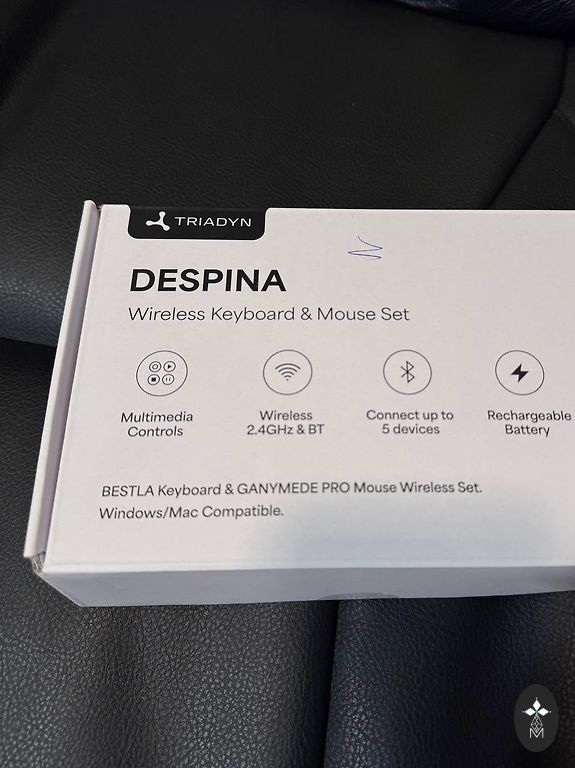 TRIADYN
DESPINA
Wireless Keyboard & Mouse Set
Multimedia
Controls
Wireless
2.4GHz & BT
Connect up to
5 devices
Rechargeable
Battery
BESTLA Keyboard & GANYMEDE PRO Mouse Wireless Set.
Windows/Mac Compatible.
M